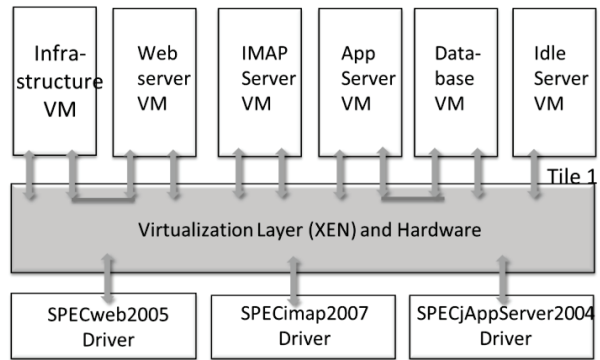 Infra-
structure
VM
Web
server
VM
IMAP
Server
VM
App
Server
VM
Data-
base
VM
Idle
Server
VM
Tile 1
Virtualization Layer (XEN) and Hardware
SPECweb2005
Driver
SPECimap2007
Driver
SPECjAppServer2004
Driver